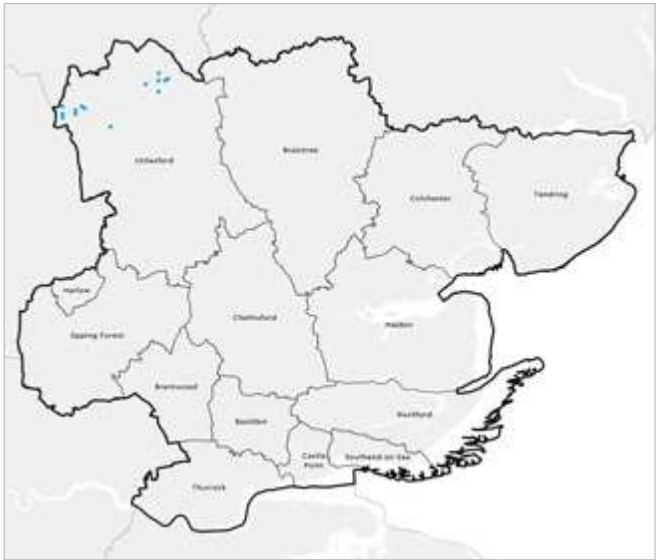 Uttlesford
Braintree
Colchester
Tendring
Harlow
Epping Forest
Chelmsford
Maldon
Brentwood
Basildon
Rochford
Castle
Point
Southend-on-Sea
Thurrock